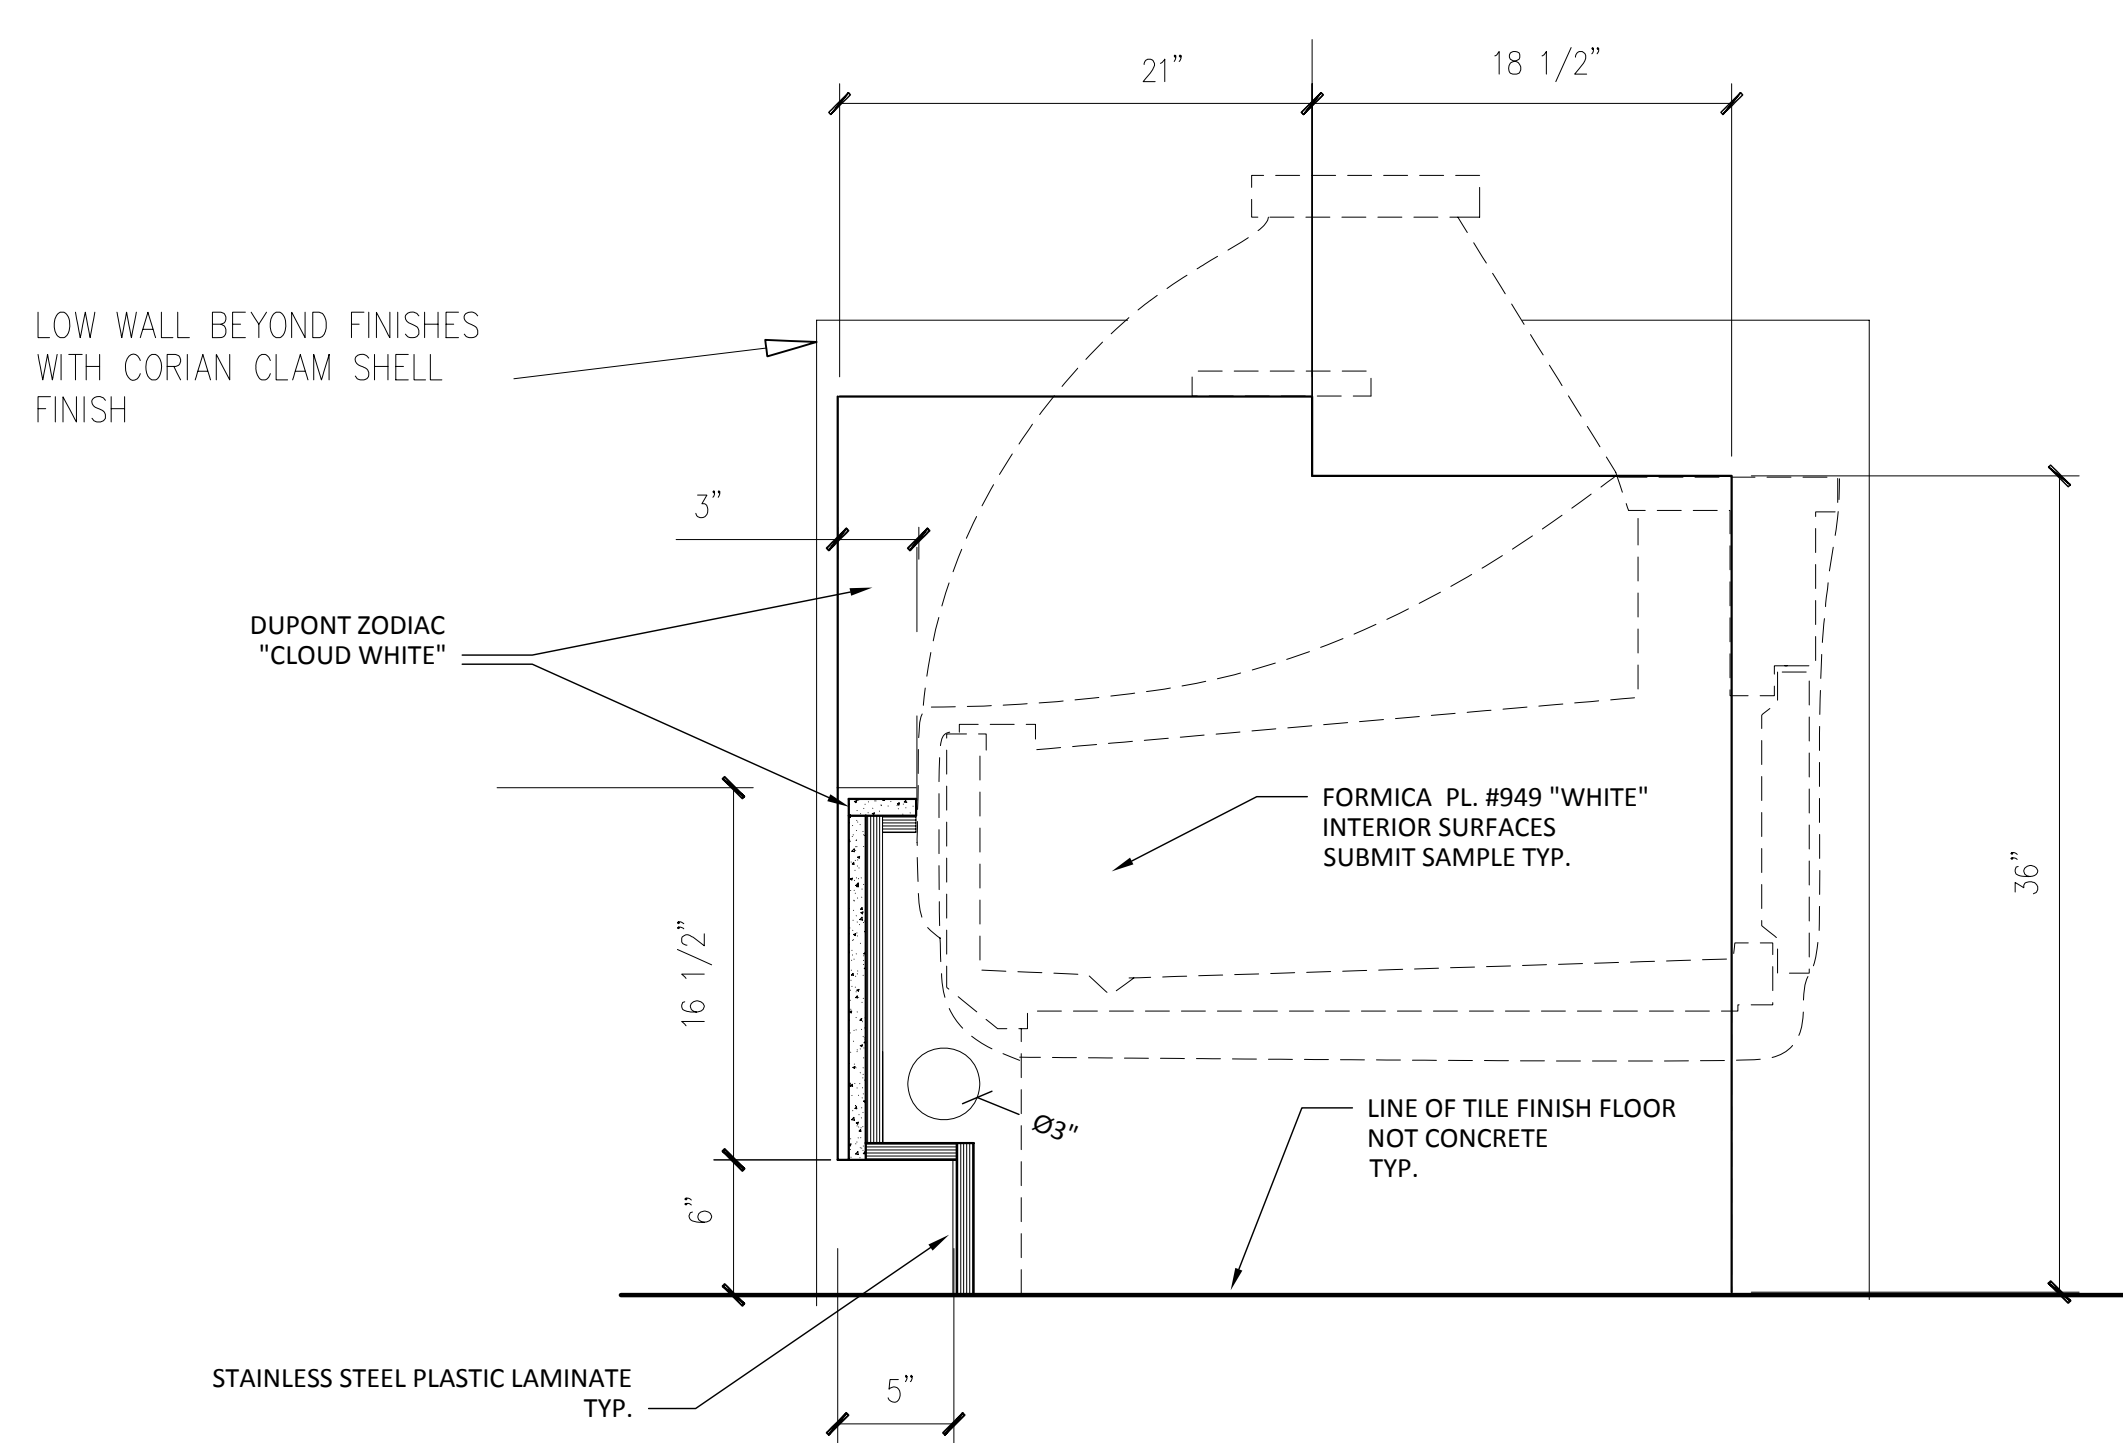 21”
18 1/2”
LOW WALL BEYOND FINISHES
WITH CORIAN CLAM SHELL
FINISH
3”
DUPONT ZODIAC
"CLOUD WHITE"
FORMICA PL. #949 "WHITE"
INTERIOR SURFACES
SUBMIT SAMPLE TYP.
36”
16 1/2”
Ø3"
LINE OF TILE FINISH FLOOR
NOT CONCRETE
TYP.
6”
STAINLESS STEEL PLASTIC LAMINATE
TYP.
5”